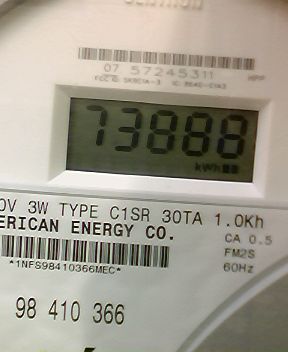 07 57245311
73888
kWh
0V 3W TYPE C1SR 30TA 1.0Kh
ERICAN ENERGY CO.
CA 0.5
FM2S
60Hz
*1NFS98410366MEC*
98 410 366